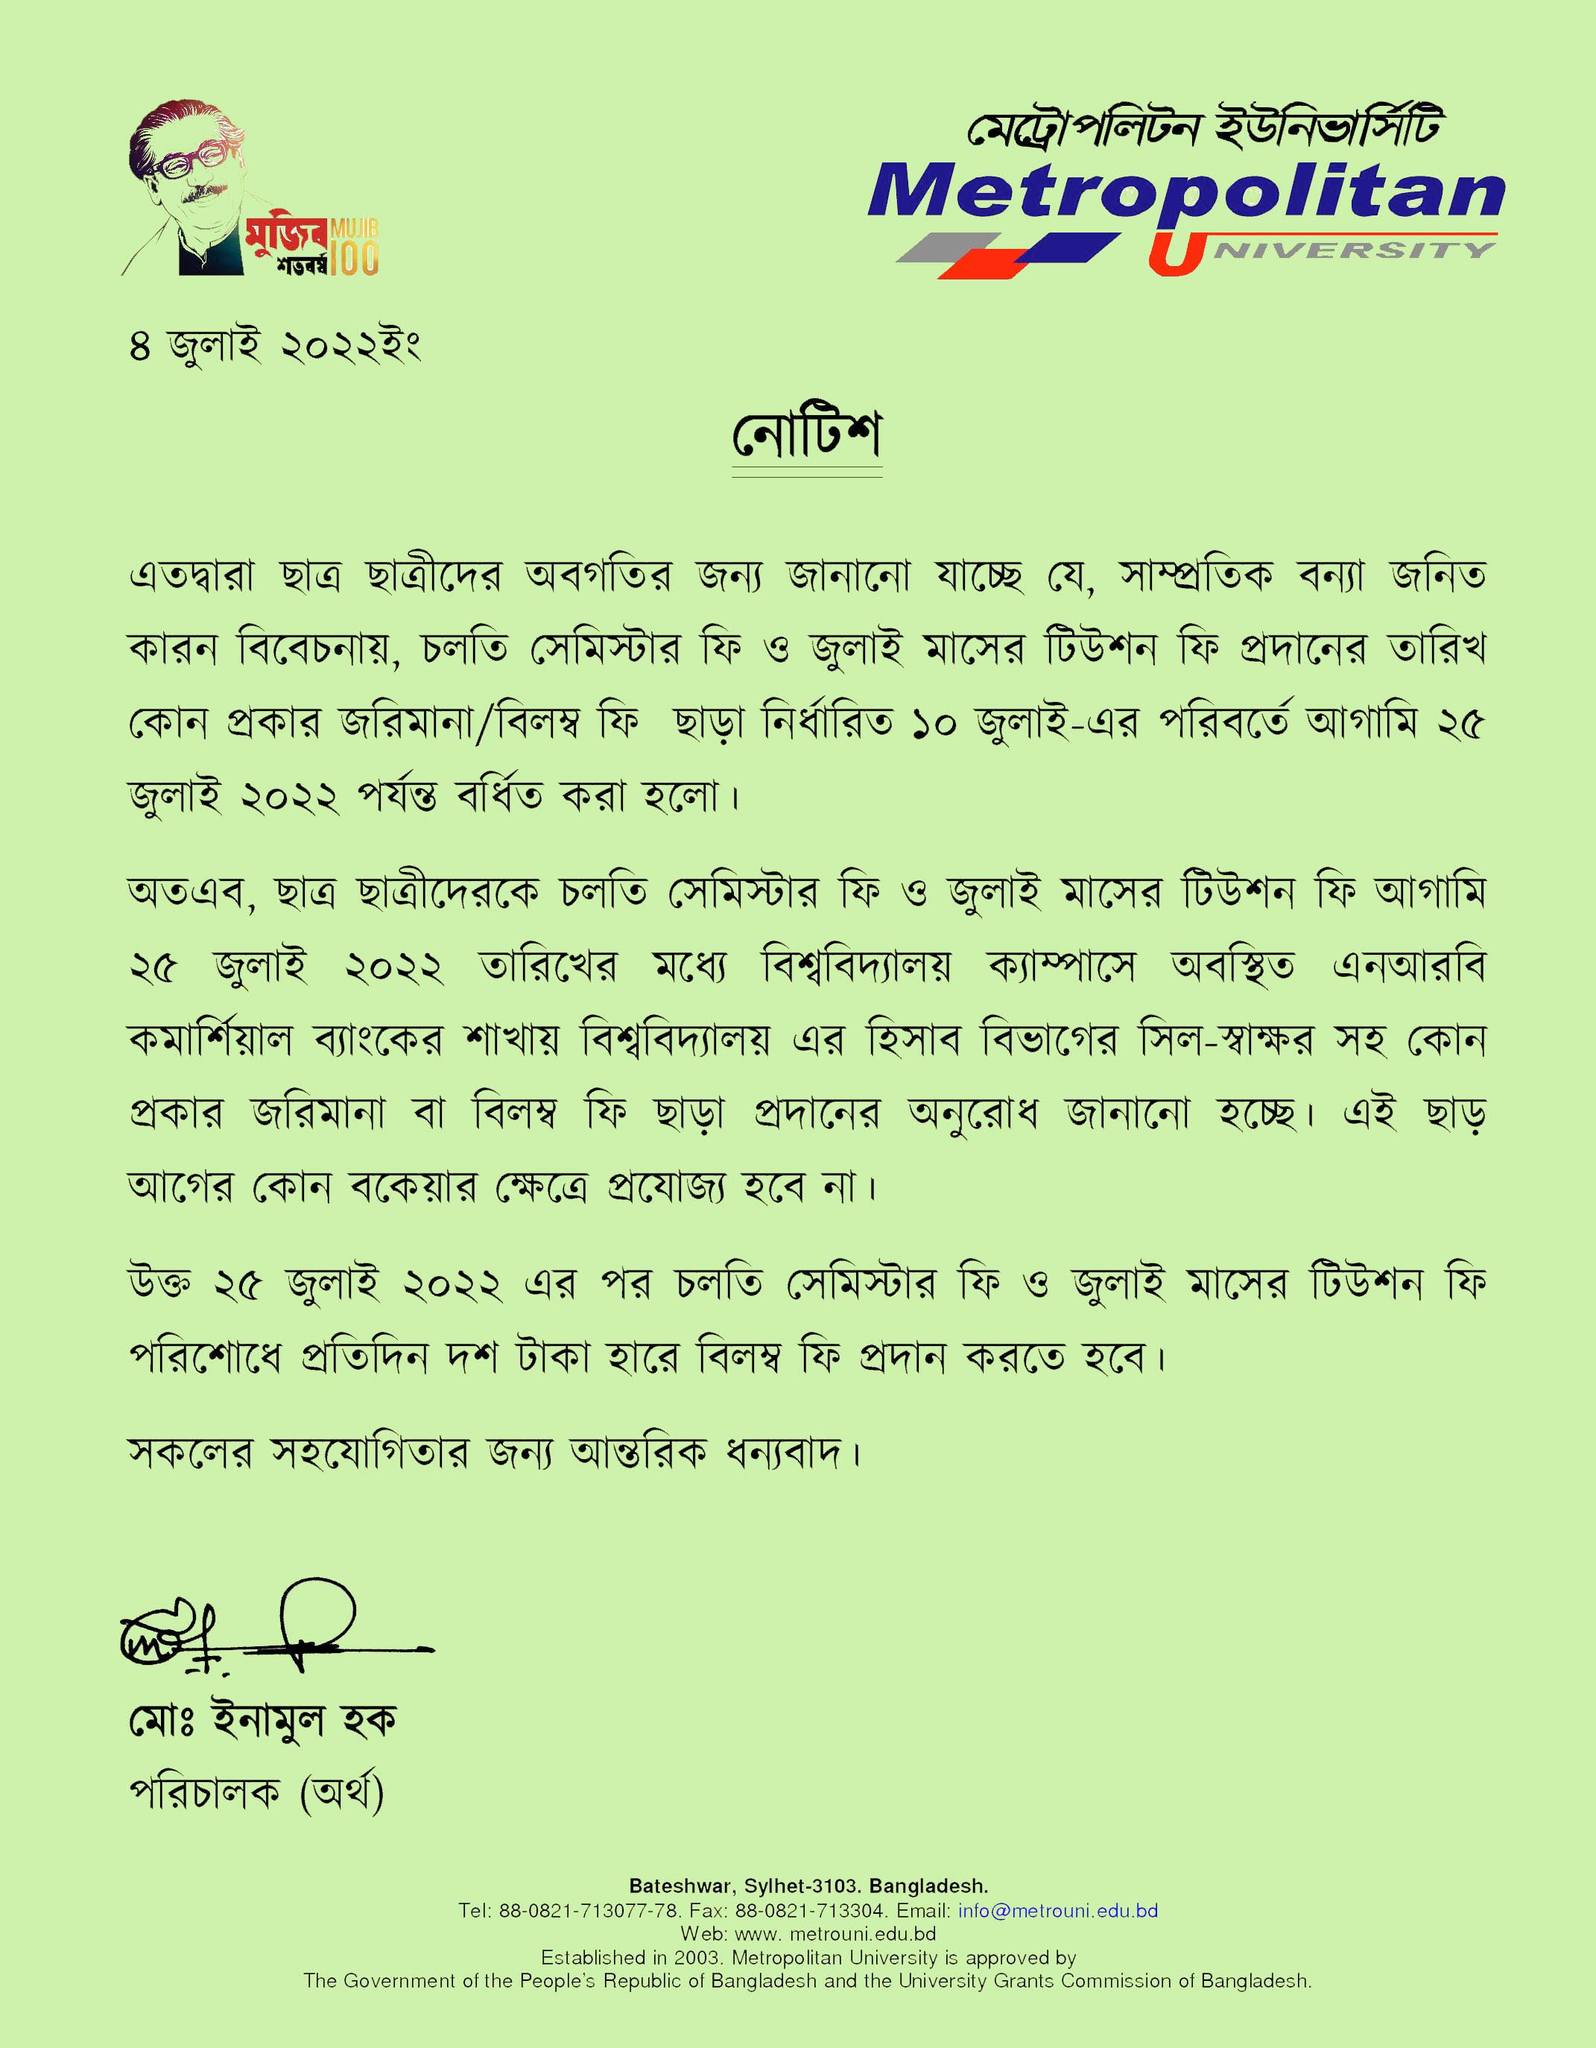 মুজিব MUJIB
শতবর্ষ 100
মেট্রোপলিটন ইউনিভার্সিটি
Metropolitan
UNIVERSITY
৪ জুলাই ২০২২ইং
নোটিশ
এতদ্বারা ছাত্র ছাত্রীদের অবগতির জন্য জানানো যাচ্ছে যে, সাম্প্রতিক বন্যা জনিত
কারন বিবেচনায়, চলতি সেমিস্টার ফি ও জুলাই মাসের টিউশন ফি প্রদানের তারিখ
কোন প্রকার জরিমানা/বিলম্ব ফি ছাড়া নির্ধারিত ১০ জুলাই-এর পরিবর্তে আগামি ২৫
জুলাই ২০২২ পর্যন্ত বর্ধিত করা হলো।
অতএব, ছাত্র ছাত্রীদেরকে চলতি সেমিস্টার ফি ও জুলাই মাসের টিউশন ফি আগামি
২৫ জুলাই ২০২২ তারিখের মধ্যে বিশ্ববিদ্যালয় ক্যাম্পাসে অবস্থিত এনআরবি
কমার্শিয়াল ব্যাংকের শাখায় বিশ্ববিদ্যালয় এর হিসাব বিভাগের সিল-স্বাক্ষর সহ কোন
প্রকার জরিমানা বা বিলম্ব ফি ছাড়া প্রদানের অনুরোধ জানানো হচ্ছে। এই ছাড়
আগের কোন বকেয়ার ক্ষেত্রে প্রযোজ্য হবে না।
উক্ত ২৫ জুলাই ২০২২ এর পর চলতি সেমিস্টার ফি ও জুলাই মাসের টিউশন ফি
পরিশোধে প্রতিদিন দশ টাকা হারে বিলম্ব ফি প্রদান করতে হবে।
সকলের সহযোগিতার জন্য আন্তরিক ধন্যবাদ।
মোঃ ইনামুল হক
পরিচালক (অর্থ)
Bateshwar, Sylhet-3103. Bangladesh.
Tel: 88-0821-713077-78. Fax: 88-0821-713304. Email: info@metrouni.edu.bd
Web: www. metrouni.edu.bd
Established in 2003. Metropolitan University is approved by
The Government of the People's Republic of Bangladesh and the University Grants Commission of Bangladesh.